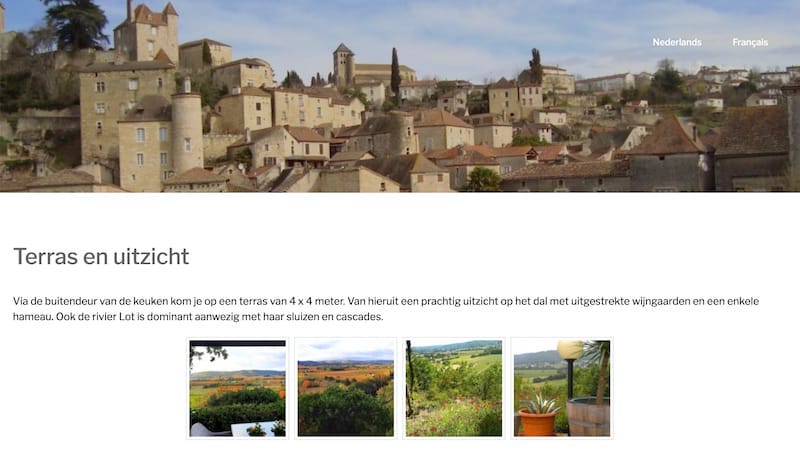 Nederlands Français
Terras en uitzicht
Via de buitendeur van de keuken kom je op een terras van 4 x 4 meter. Van hieruit een prachtig uitzicht op het dal met uitgestrekte wijngaarden en een enkele
hameau. Ook de rivier Lot is dominant aanwezig met haar sluizen en cascades.